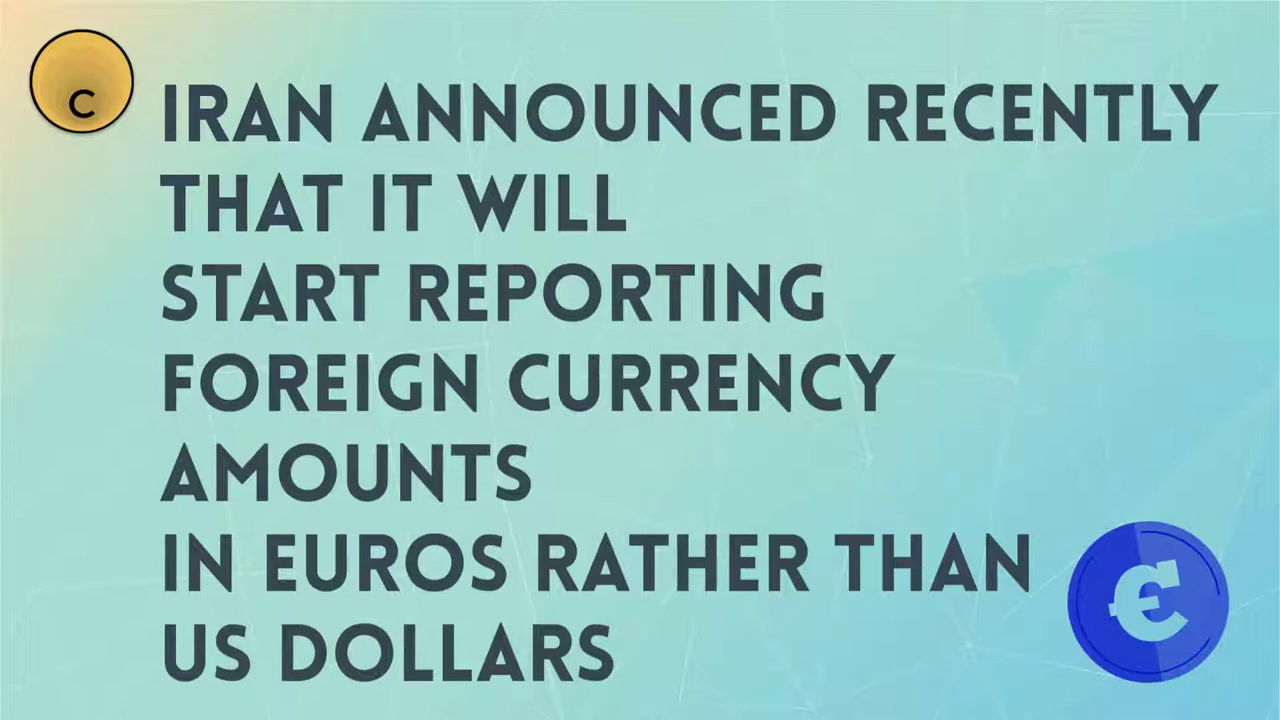 C
IRAN ANNOUNCED RECENTLY
THAT IT WILL
START REPORTING
FOREIGN CURRENCY
AMOUNTS
IN EUROS RATHER THAN
US DOLLARS
€